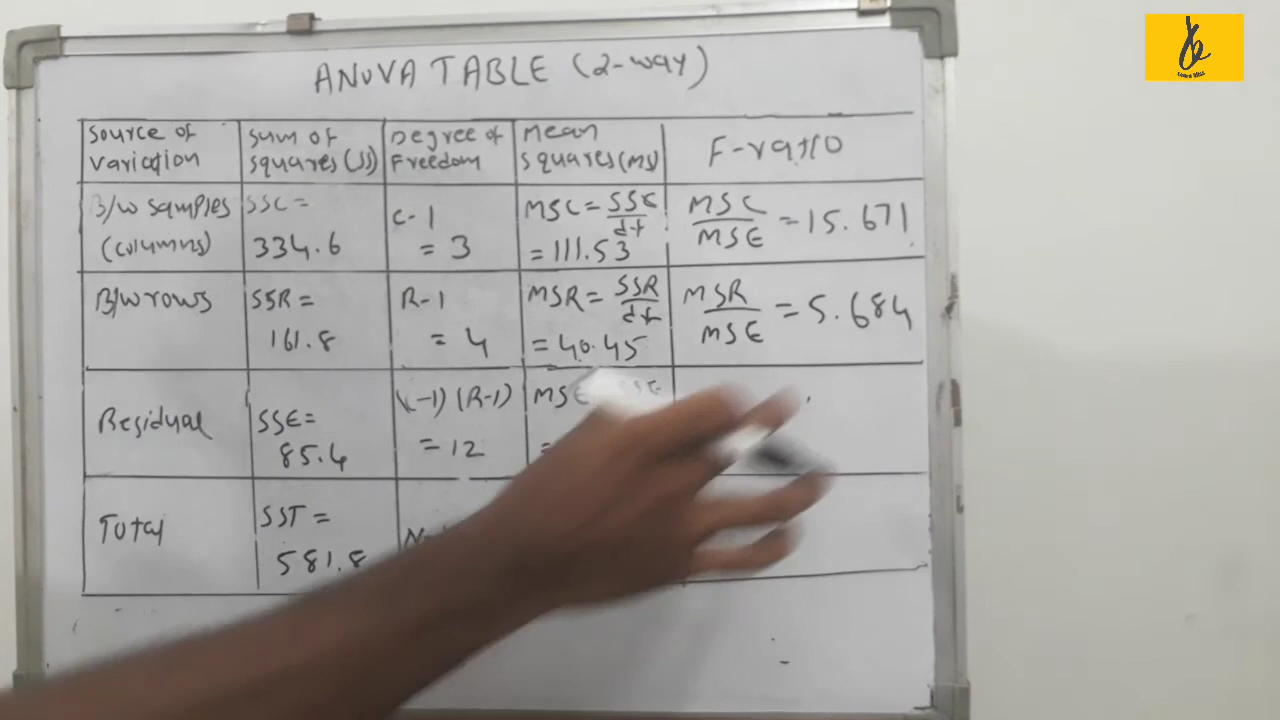 ANOVA TABLE (2-way)
Source of Variation
Sum of squares (SS)
Degree of Freedom
Mean squares (MS)
F-ratio
B/w samples (columns)
SSC = 334.6
C-1 = 3
MSC = SSC/df = 111.53
MSC/MSE = 15.671
B/w rows
SSR = 161.8
R-1 = 4
MSR = SSR/df = 40.45
MSR/MSE = 5.684
Residual
SSE = 85.4
(C-1) (R-1) = 12
MSE
Total
SST = 581.8